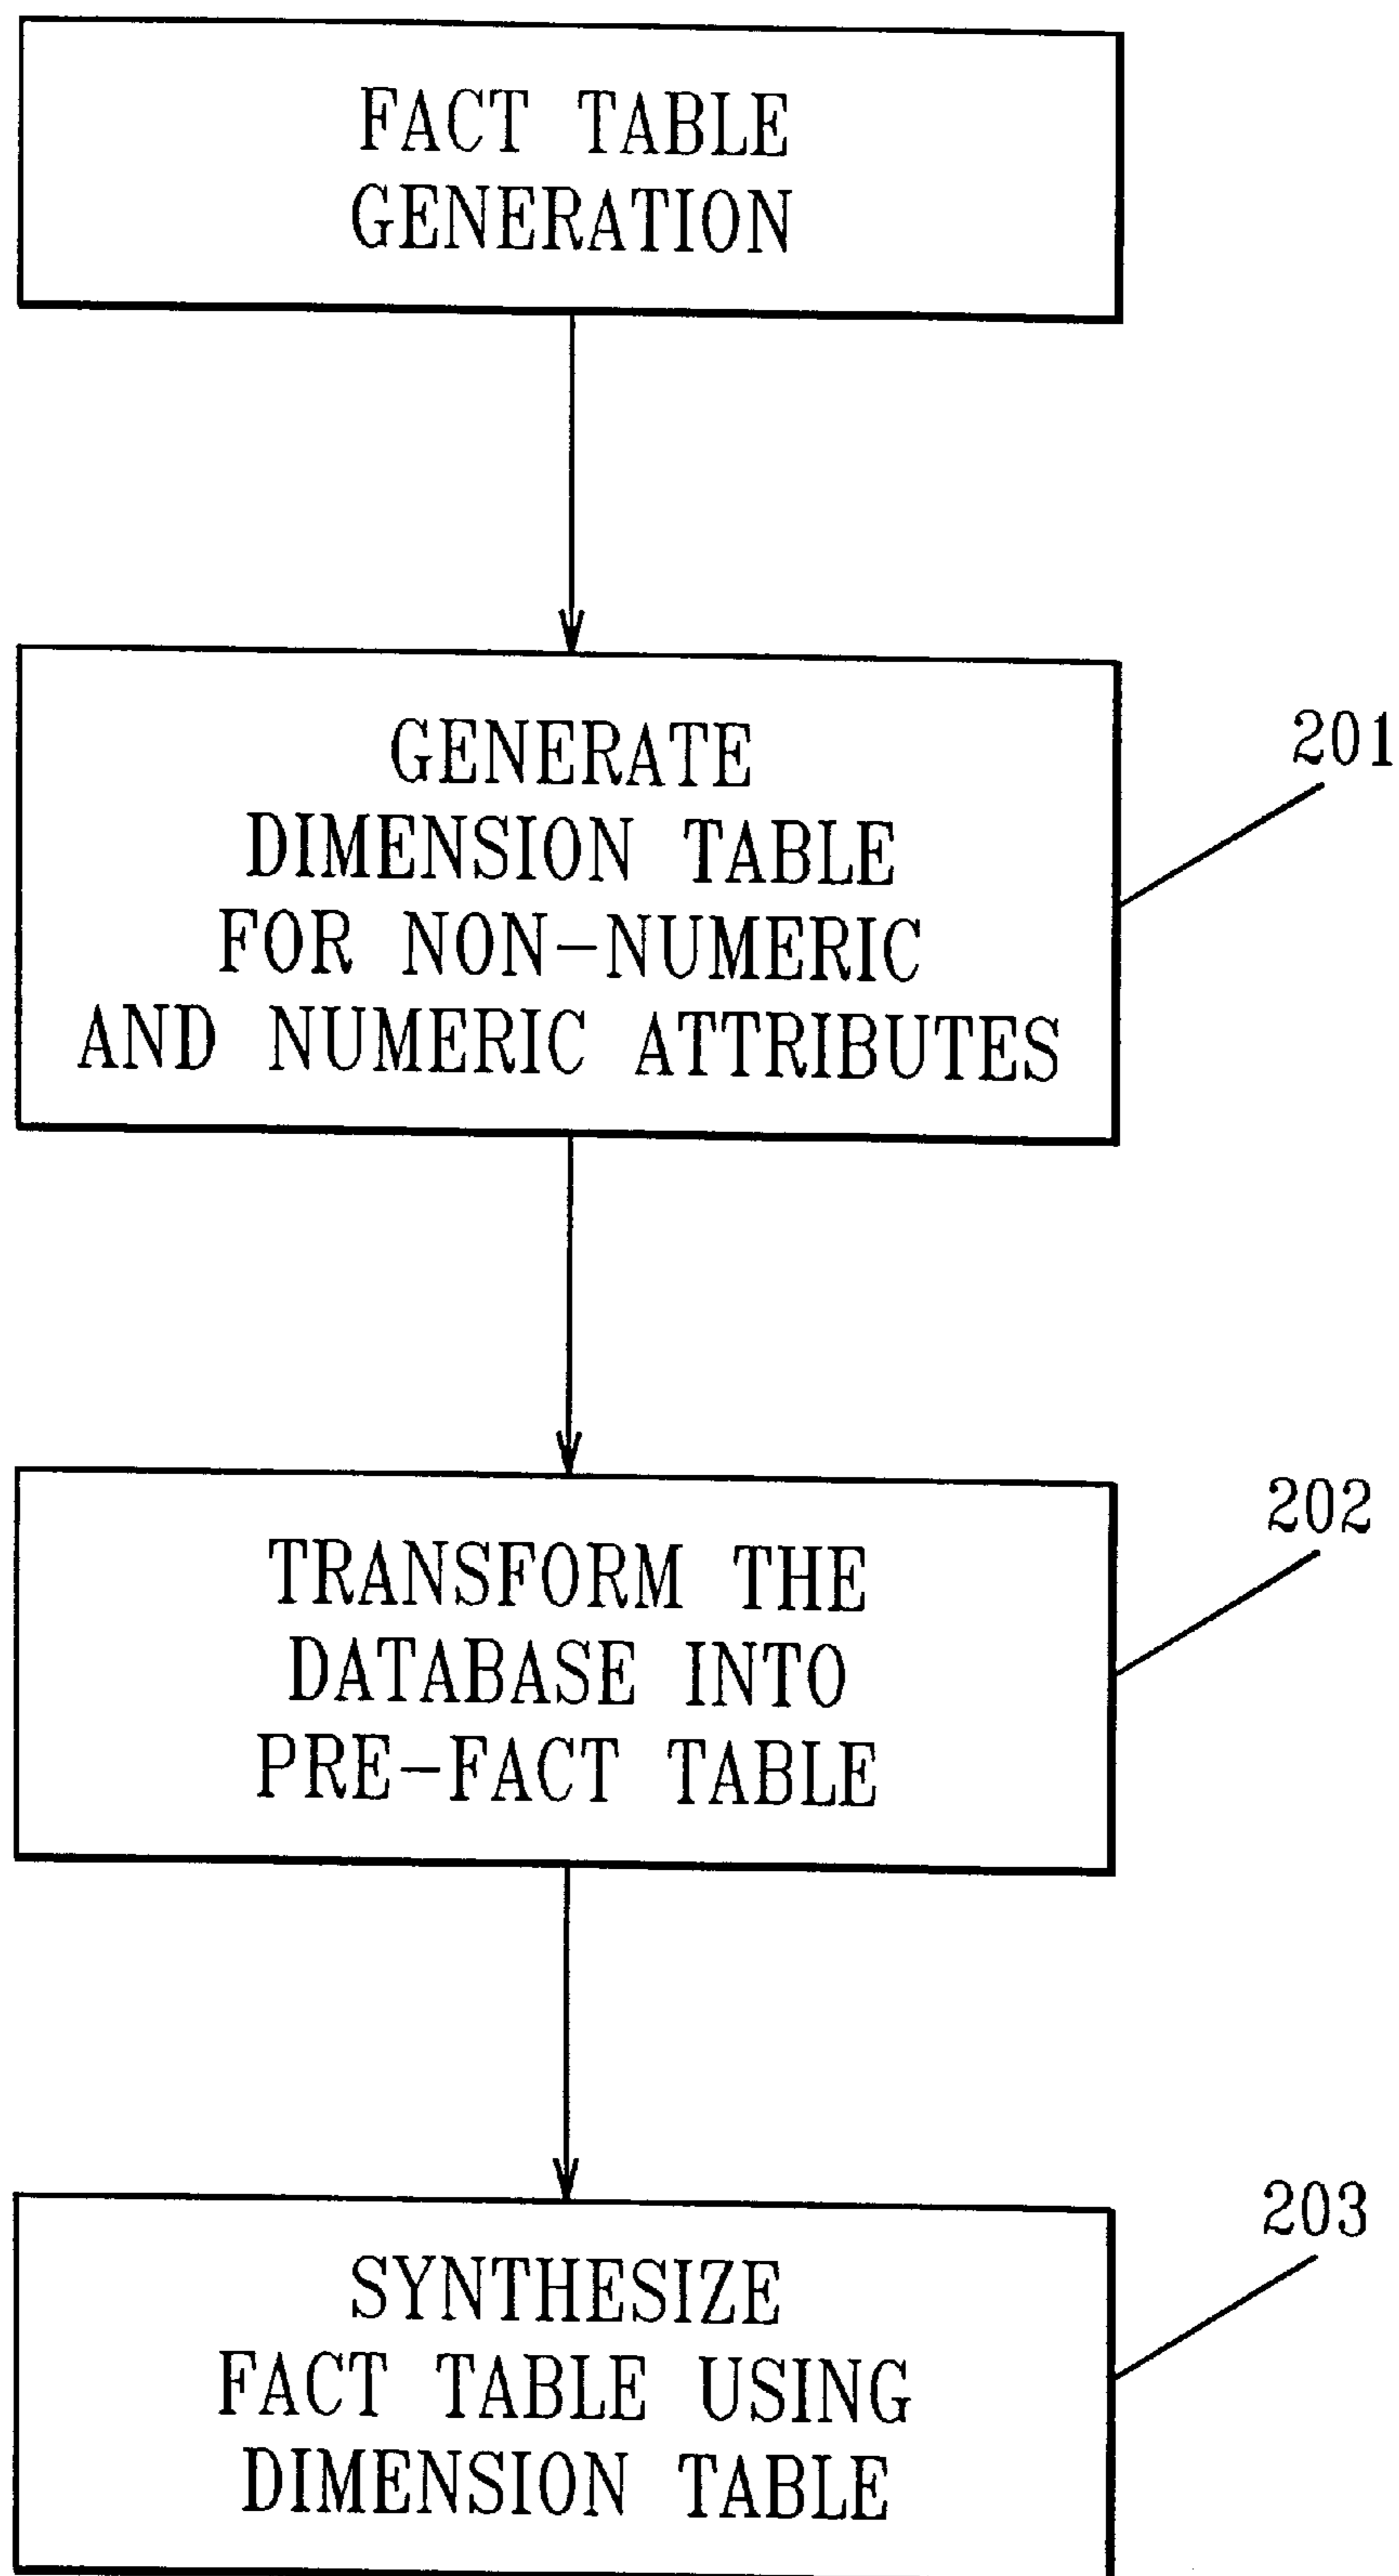 FACT TABLE
GENERATION
GENERATE
DIMENSION TABLE
FOR NON-NUMERIC
AND NUMERIC ATTRIBUTES
201
TRANSFORM THE
DATABASE INTO
PRE-FACT TABLE
202
SYNTHESIZE
FACT TABLE USING
DIMENSION TABLE
203